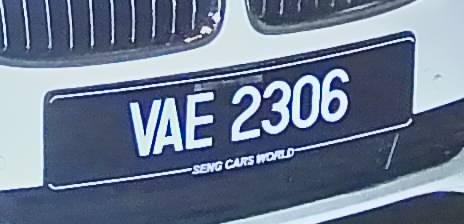 VAE 2306
SENG CARS WORLD